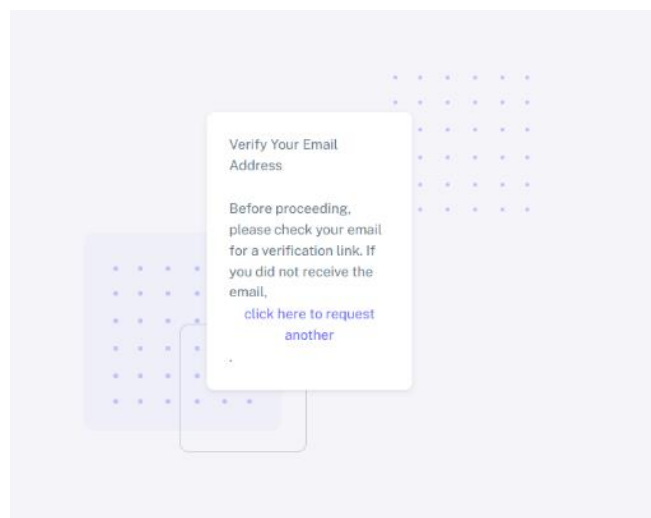 Verify Your Email
Address
Before proceeding,
please check your email
for a verification link. If
you did not receive the
email,
click here to request
another
.